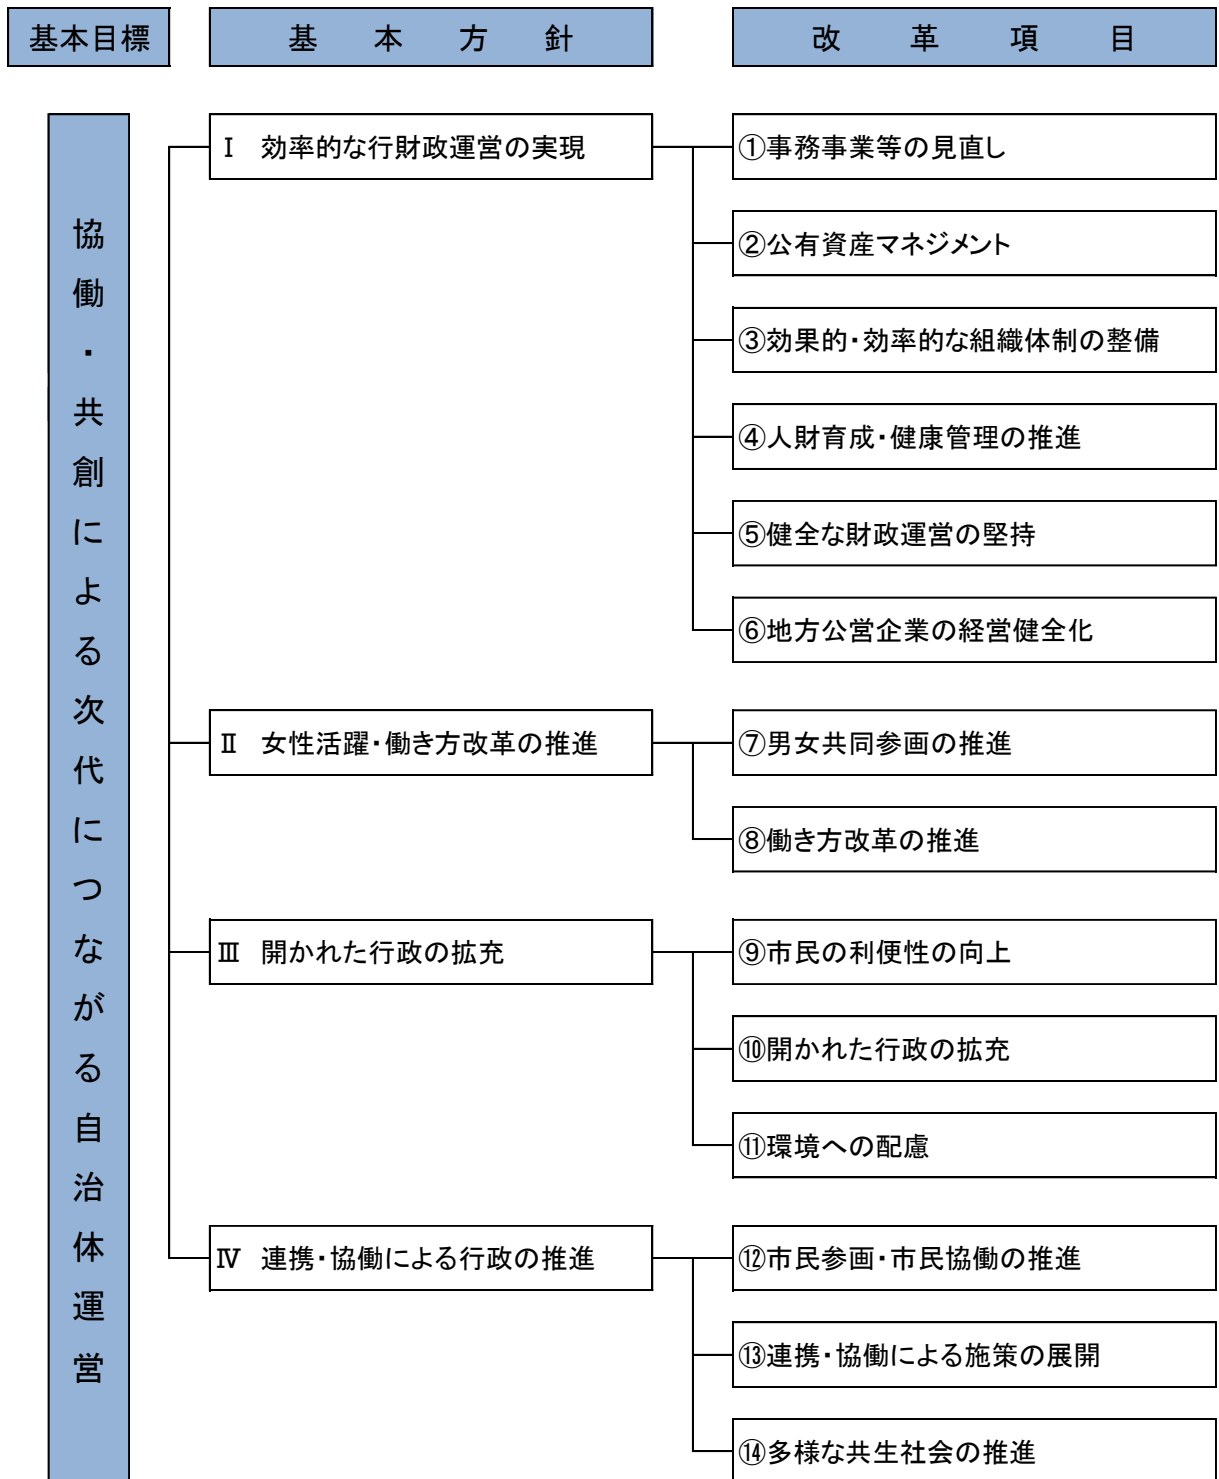 基本目標
基本方針
改革項目
協働・共創による次代につながる自治体運営
Ⅰ 効率的な行財政運営の実現
①事務事業等の見直し
②公有資産マネジメント
③効果的・効率的な組織体制の整備
④人財育成・健康管理の推進
⑤健全な財政運営の堅持
⑥地方公営企業の経営健全化
Ⅱ 女性活躍・働き方改革の推進
⑦男女共同参画の推進
⑧働き方改革の推進
Ⅲ 開かれた行政の拡充
⑨市民の利便性の向上
⑩開かれた行政の拡充
⑪環境への配慮
Ⅳ 連携・協働による行政の推進
⑫市民参画・市民協働の推進
⑬連携・協働による施策の展開
⑭多様な共生社会の推進